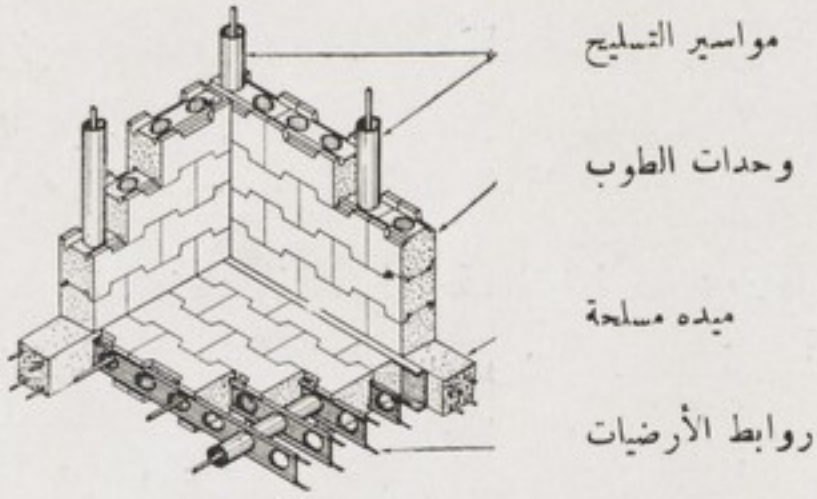 مواسير التسليح
وحدات الطوب
ميده مسلحة
روابط الأرضيات